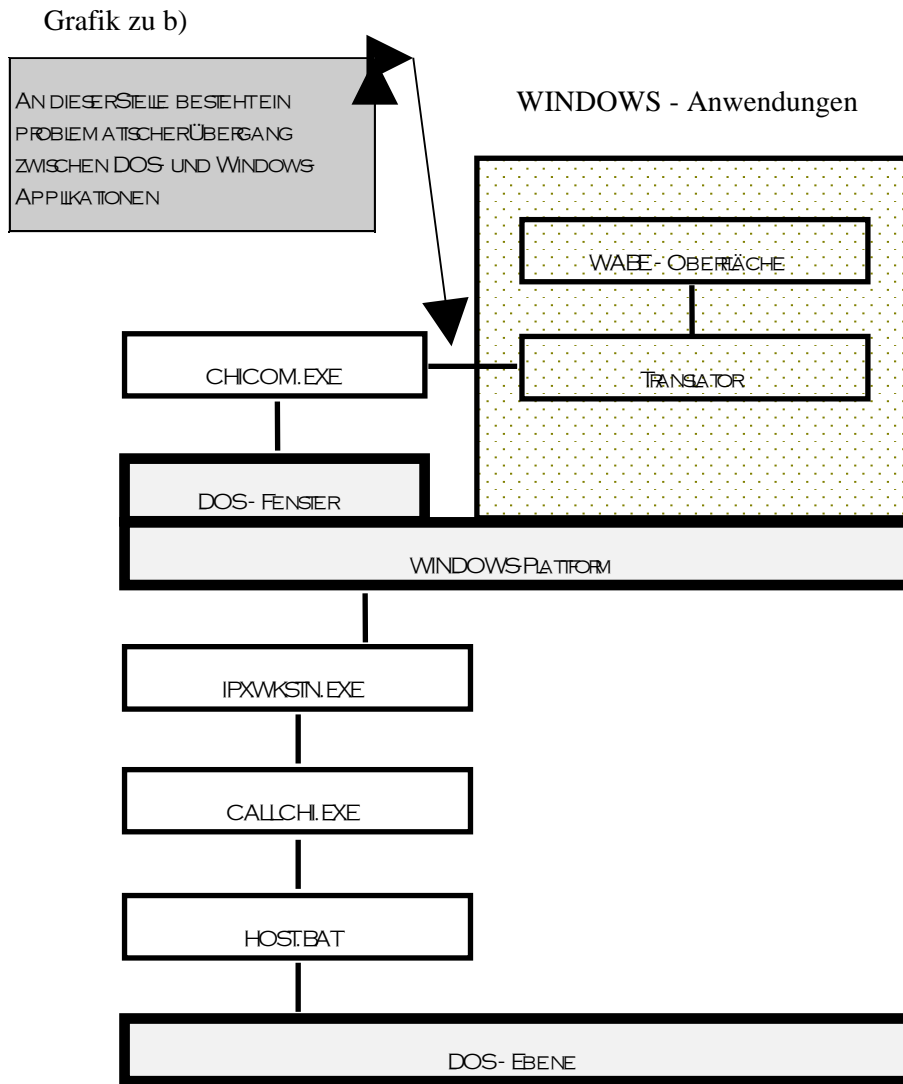 Grafik zu b)
AN DIESER STELLE BESTEHT EIN
PROBLEMATISCHER ÜBERGANG
ZWISCHEN DOS- UND WINDOWS-
APPLIKATIONEN
WINDOWS - Anwendungen
WABE - OBERFLÄCHE
CHICOM.EXE
TRANSLATOR
DOS - FENSTER
WINDOWS-PLATTFORM
IPXWKSTN.EXE
CALLCHI.EXE
HOST.BAT
DOS - EBENE